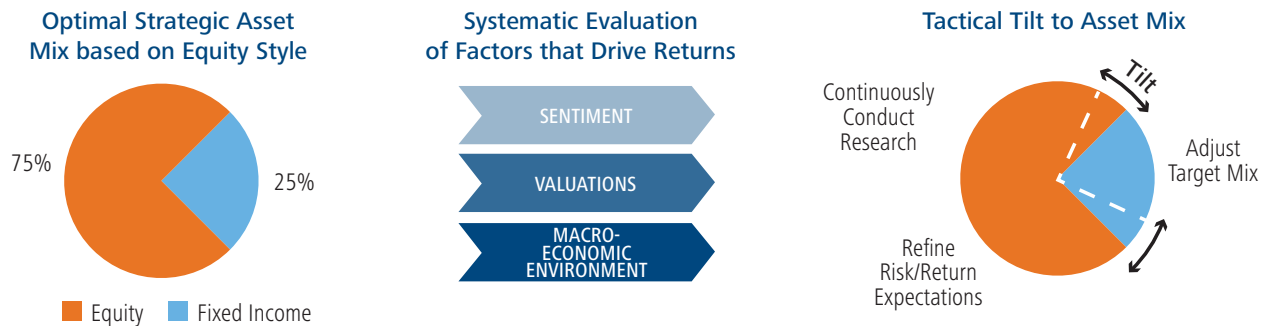 Optimal Strategic Asset
Mix based on Equity Style
75%
25%
Equity
Fixed Income
Systematic Evaluation
of Factors that Drive Returns
SENTIMENT
VALUATIONS
MACRO-
ECONOMIC
ENVIRONMENT
Tactical Tilt to Asset Mix
Continuously
Conduct
Research
Tilt
Adjust
Target Mix
Refine
Risk/Return
Expectations